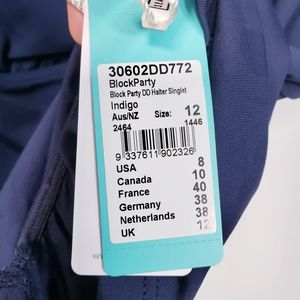 30602DD772
BlockParty
Block Party DD Halter Singlet
Indigo
Aus/NZ Size: 12
2464 1446
9 337611 902326
USA 8
Canada 10
France 40
Germany 38
Netherlands 38
UK 12